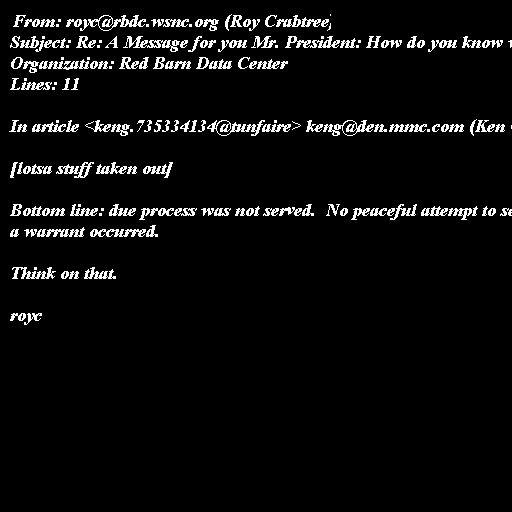 From: royc@rbdc.wsnc.org (Roy Crabtree)
Subject: Re: A Message for you Mr. President: How do you know
Organization: Red Barn Data Center
Lines: 11
In article <keng.735334134@tunfaire> keng@den.mmc.com (Ken
[lotsa stuff taken out]
Bottom line: due process was not served.  No peaceful attempt to
a warrant occurred.
Think on that.
royc